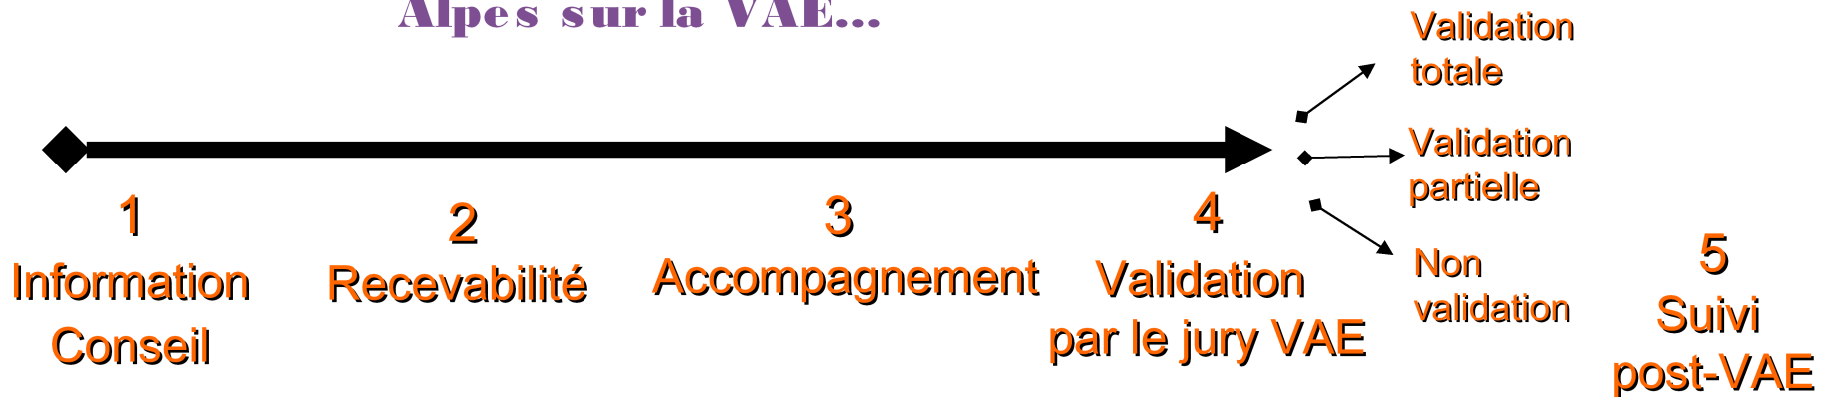 Alpes sur la VAE...
1
Information
Conseil
2
Recevabilité
3
Accompagnement
4
Validation
par le jury VAE
Validation
totale
Validation
partielle
Non
validation
5
Suivi
post-VAE